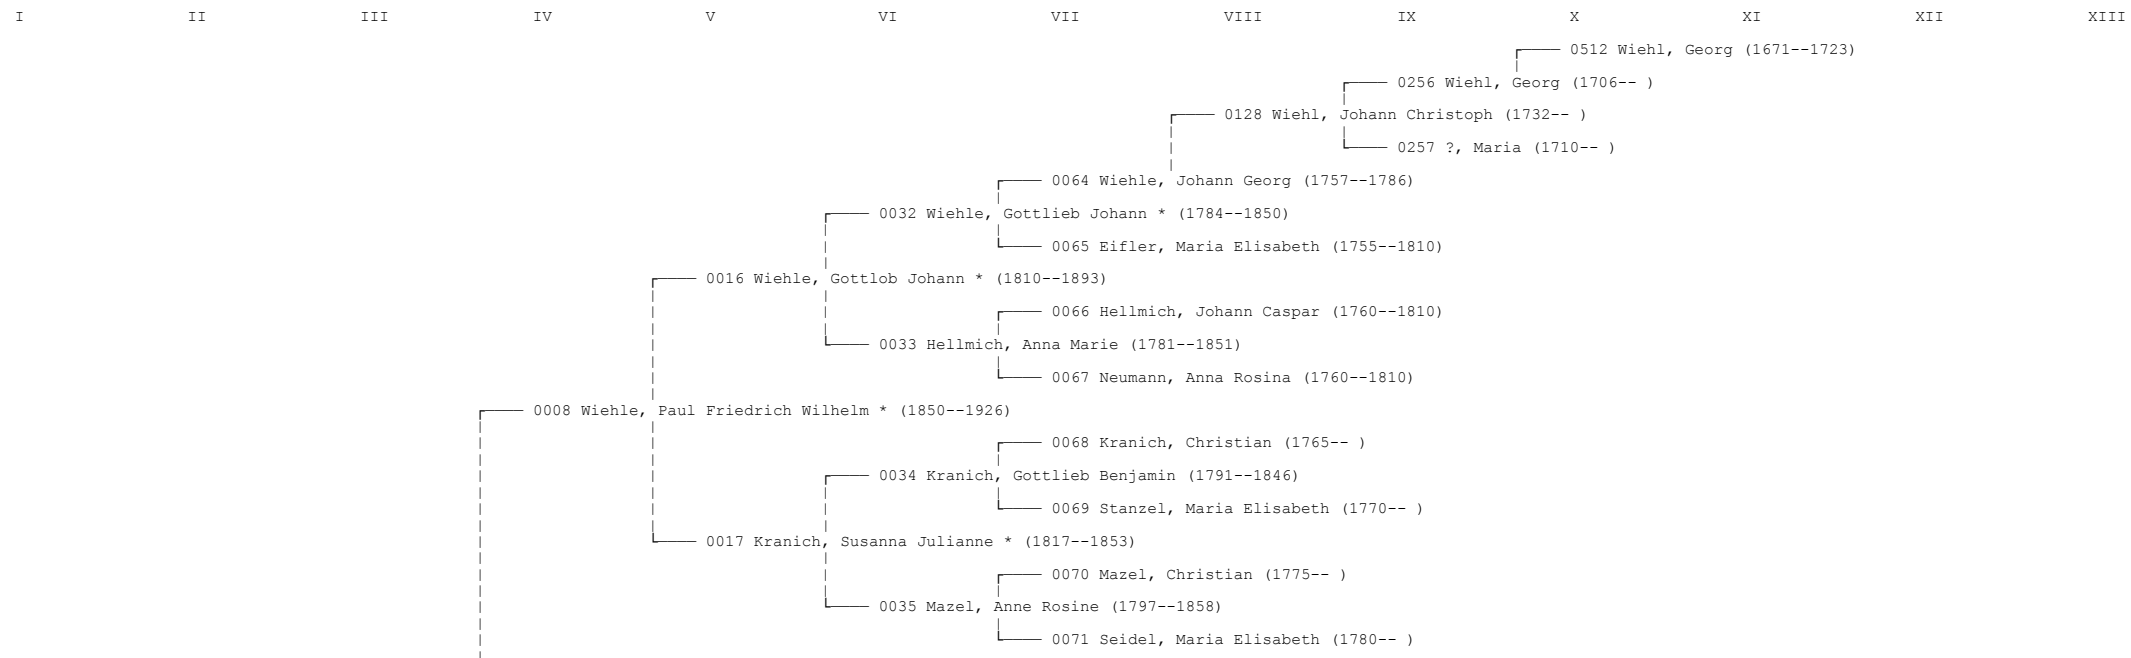 I II III IV V VI VII VIII IX X XI XII XIII
0512 Wiehl, Georg (1671--1723)
0256 Wiehl, Georg (1706-- )
0128 Wiehl, Johann Christoph (1732-- )
0257 ?, Maria (1710-- )
0064 Wiehle, Johann Georg (1757--1786)
0032 Wiehle, Gottlieb Johann * (1784--1850)
0065 Eifler, Maria Elisabeth (1755--1810)
0016 Wiehle, Gottlob Johann * (1810--1893)
0066 Hellmich, Johann Caspar (1760--1810)
0033 Hellmich, Anna Marie (1781--1851)
0067 Neumann, Anna Rosina (1760--1810)
0008 Wiehle, Paul Friedrich Wilhelm * (1850--1926)
0068 Kranich, Christian (1765-- )
0034 Kranich, Gottlieb Benjamin (1791--1846)
0069 Stanzel, Maria Elisabeth (1770-- )
0017 Kranich, Susanna Julianne * (1817--1853)
0070 Mazel, Christian (1775-- )
0035 Mazel, Anne Rosine (1797--1858)
0071 Seidel, Maria Elisabeth (1780-- )